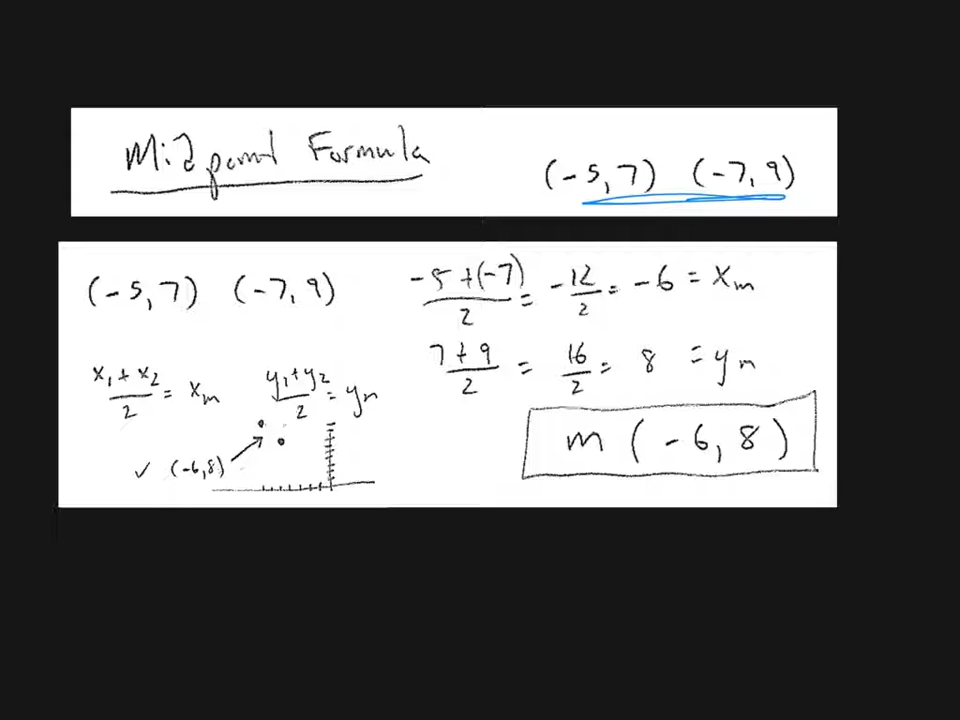 Midpoint Formula
(-5,7) (-7,9)
(-5,7) (-7,9)
-5+(-7)/2 = -12/2 = -6 = xm
7+9/2 = 16/2 = 8 = ym
x1+x2/2 = xm y1+y2/2 = ym
✓ (-6,8)
m (-6,8)